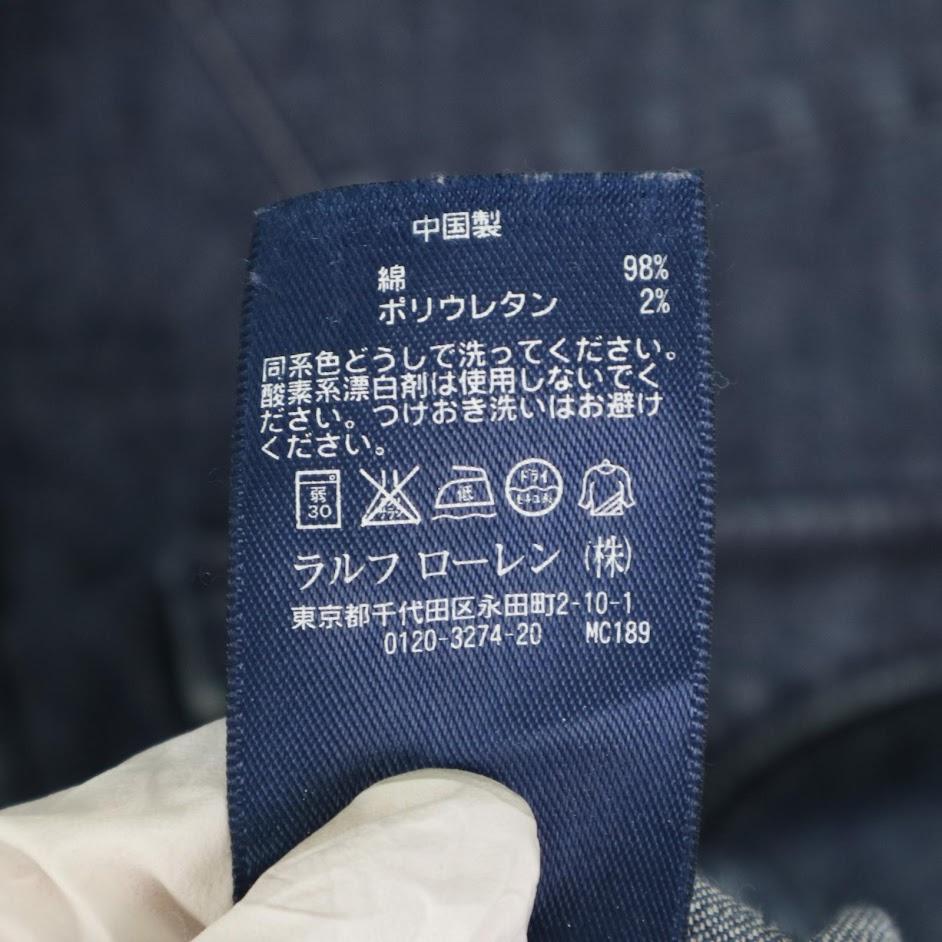 中国製
綿 98%
ポリウレタン 2%
同系色どうしで洗ってください。
酸素系漂白剤は使用しないでく
ださい。つけおき洗いはお避け
ください。
弱 30 低 ドライ
ラルフ ローレン (株)
東京都千代田区永田町2-10-1
0120-3274-20 MC189